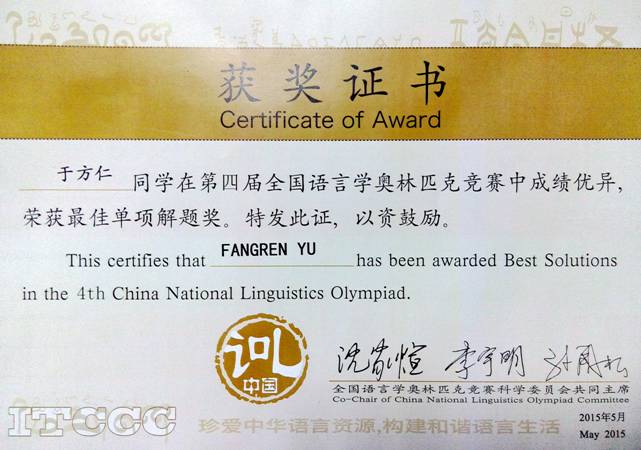 获奖证书
Certificate of Award
于方仁 同学在第四届全国语言学奥林匹克竞赛中成绩优异，
荣获最佳单项解题奖。特发此证，以资鼓励。
This certifies that FANGREN YU has been awarded Best Solutions
in the 4th China National Linguistics Olympiad.
中国
李宇明
全国语言学奥林匹克竞赛科学委员会共同主席
Co-Chair of China National Linguistics Olympiad Committee
ITCCC
珍爱中华语言资源,构建和谐语言生活
2015年5月
May 2015